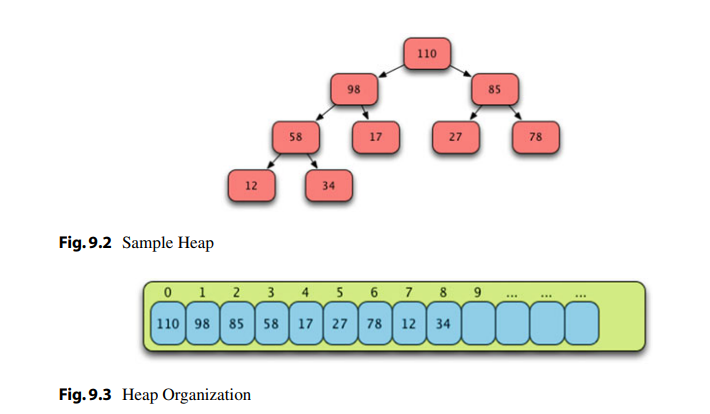 110
98 85
58 17 27 78
12 34
Fig.9.2 Sample Heap
0 1 2 3 4 5 6 7 8 9 ... ... ...
110 98 85 58 17 27 78 12 34
Fig.9.3 Heap Organization